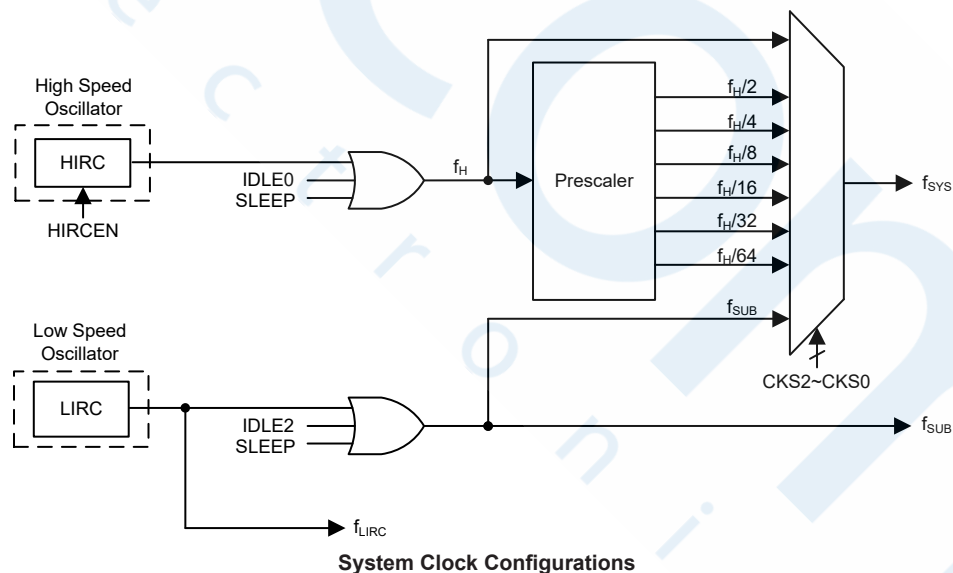 High Speed
Oscillator
HIRC
HIRCEN
IDLE0
SLEEP
fH
Prescaler
fH/2
fH/4
fH/8
fH/16
fH/32
fH/64
fSUB
fSYS
CKS2~CKS0
Low Speed
Oscillator
LIRC
IDLE2
SLEEP
fSUB
fLIRC
System Clock Configurations